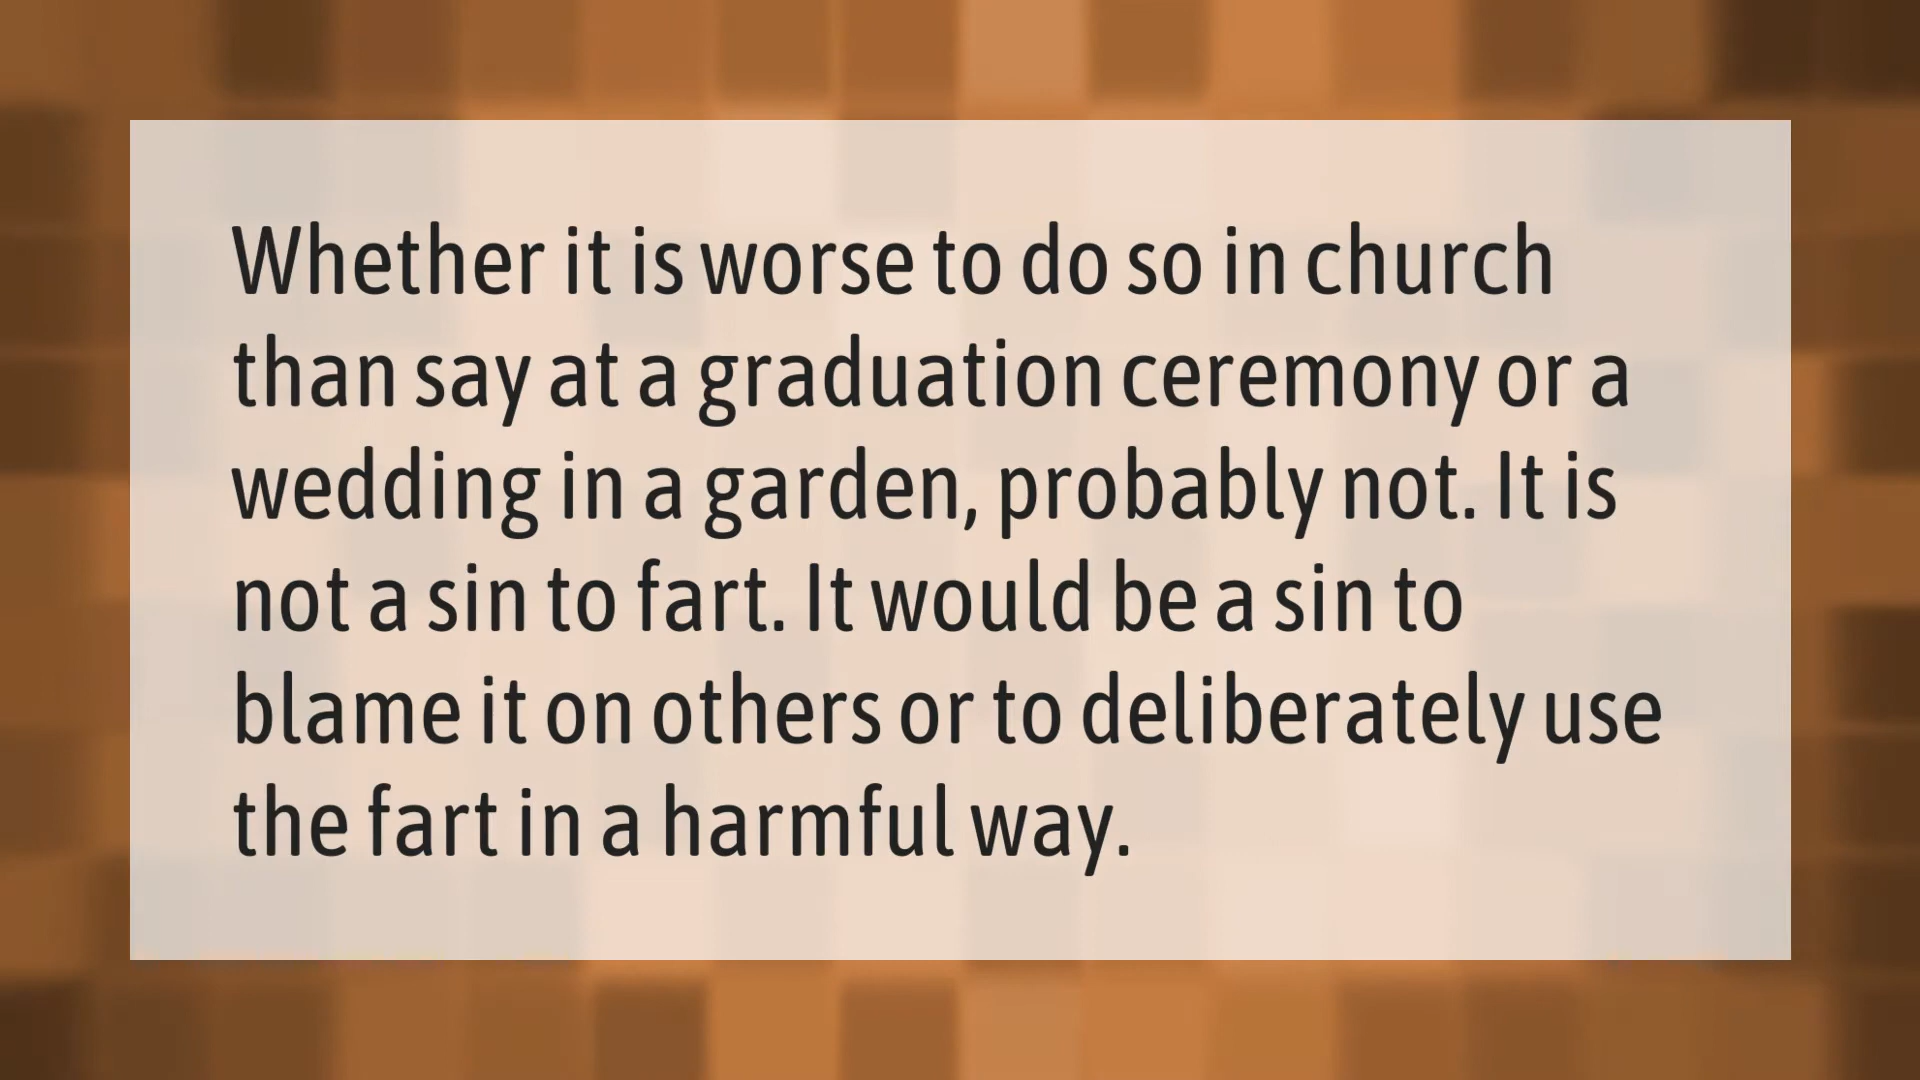 Whether it is worse to do so in church
than say at a graduation ceremony or a
wedding in a garden, probably not. It is
not a sin to fart. It would be a sin to
blame it on others or to deliberately use
the fart in a harmful way.